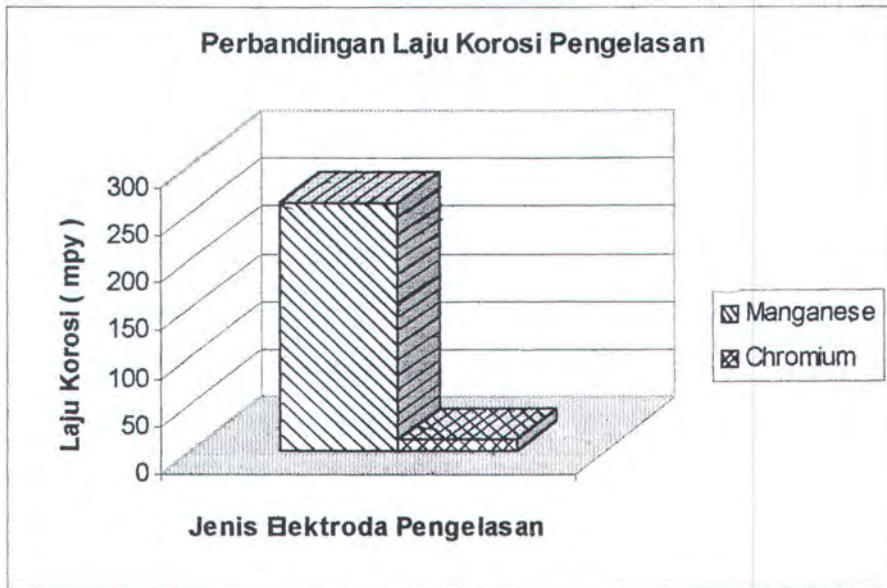 Perbandingan Laju Korosi Pengelasan
300
250
200
150
100
50
0
Laju Korosi ( mpy )
Jenis Elektroda Pengelasan
Manganese
Chromium